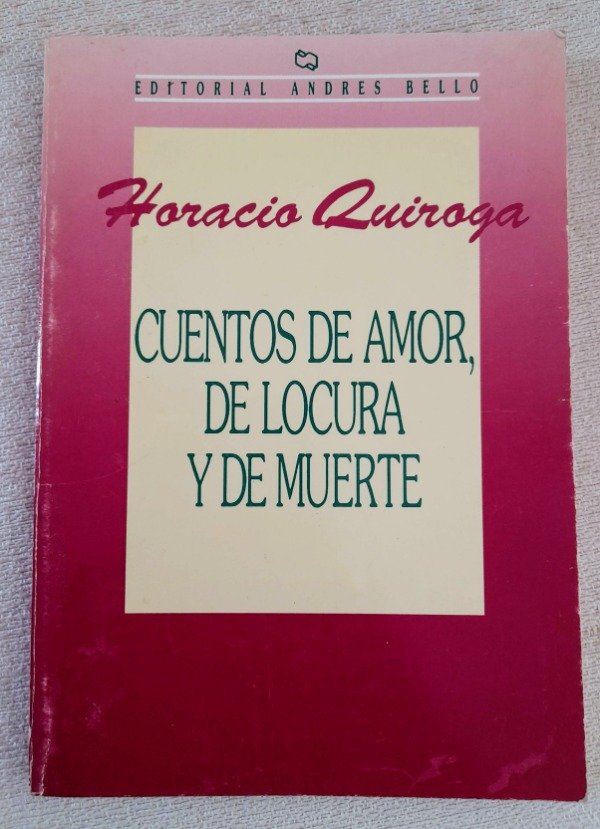 EDITORIAL ANDRES BELLO
Horacio Quiroga
CUENTOS DE AMOR,
DE LOCURA
Y DE MUERTE